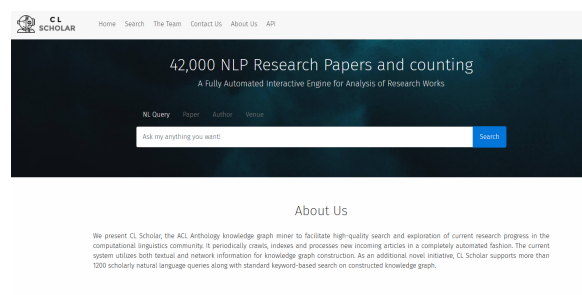 CL
SCHOLAR
Home Search The Team Contact Us About Us API
42,000 NLP Research Papers and counting
A Fully Automated Interactive Engine for Analysis of Research Works
NL Query Paper Author Venue
Ask my anything you want!
Search
About Us
We present CL Scholar, the ACL Anthology knowledge graph miner to facilitate high-quality search and exploration of current research progress in the
computational linguistics community. It periodically crawls, indexes and processes new incoming articles in a completely automated fashion. The current
system utilizes both textual and network information for knowledge graph construction. As an additional novel initiative, CL Scholar supports more than
1200 scholarly natural language queries along with standard keyword-based search on constructed knowledge graph.